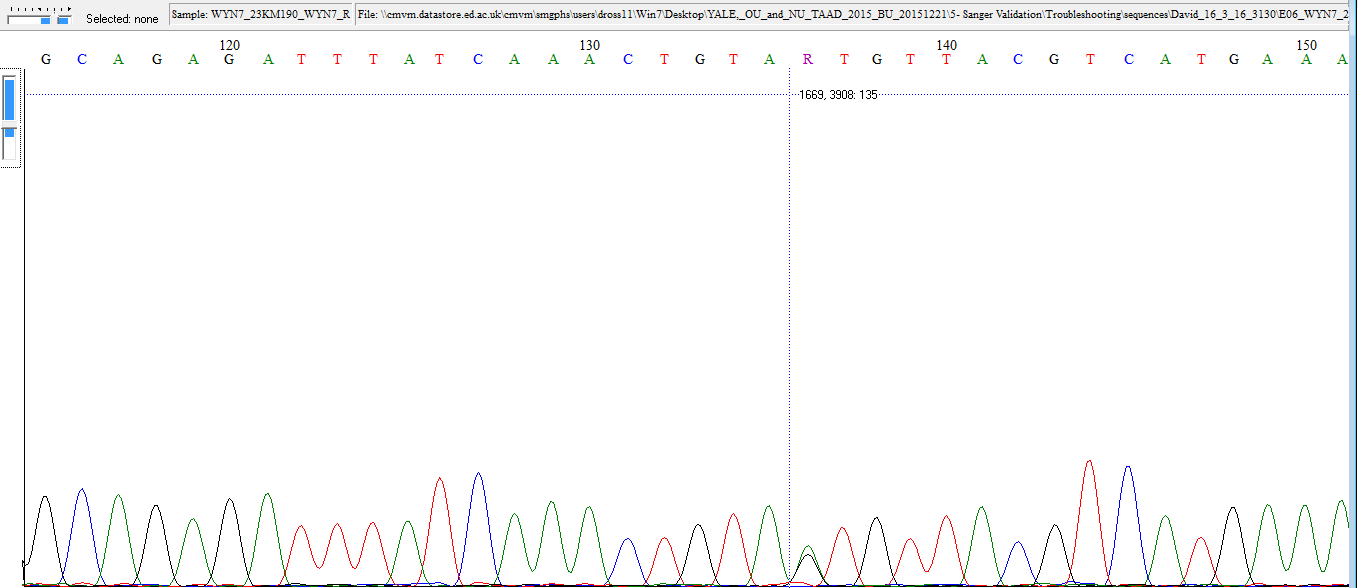 Selected: none
Sample: WYN7_23KM190_WYN7_R
File: \\cmvm.datastore.ed.ac.uk\cmvm\smgphs\users\dross11\Win7\Desktop\YALE,_OU_and_NU_TAAD_2015_BU_20151221\5- Sanger Validation\Troubleshooting\sequences\David_16_3_16_3130\E06_WYN7_2
120 130 140 150
G C A G A G A T T T A T C A A A C T G T A R T G T T A C G T C A T G A A A
1669, 3908: 135